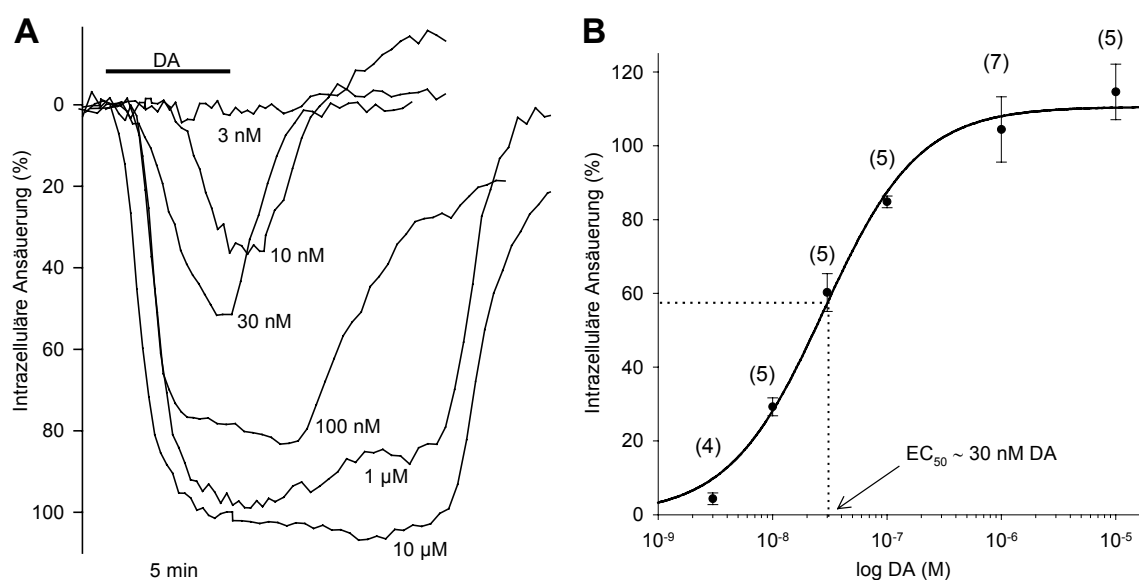 A
DA
0
20
40
60
80
100
Intrazelluläre Ansäuerung (%)
3 nM
10 nM
30 nM
100 nM
1 µM
10 µM
5 min
B
120
100
80
60
40
20
0
Intrazelluläre Ansäuerung (%)
(4)
(5)
(5)
(5)
(7)
(5)
EC50 ~ 30 nM DA
10-9
10-8
10-7
10-6
10-5
log DA (M)